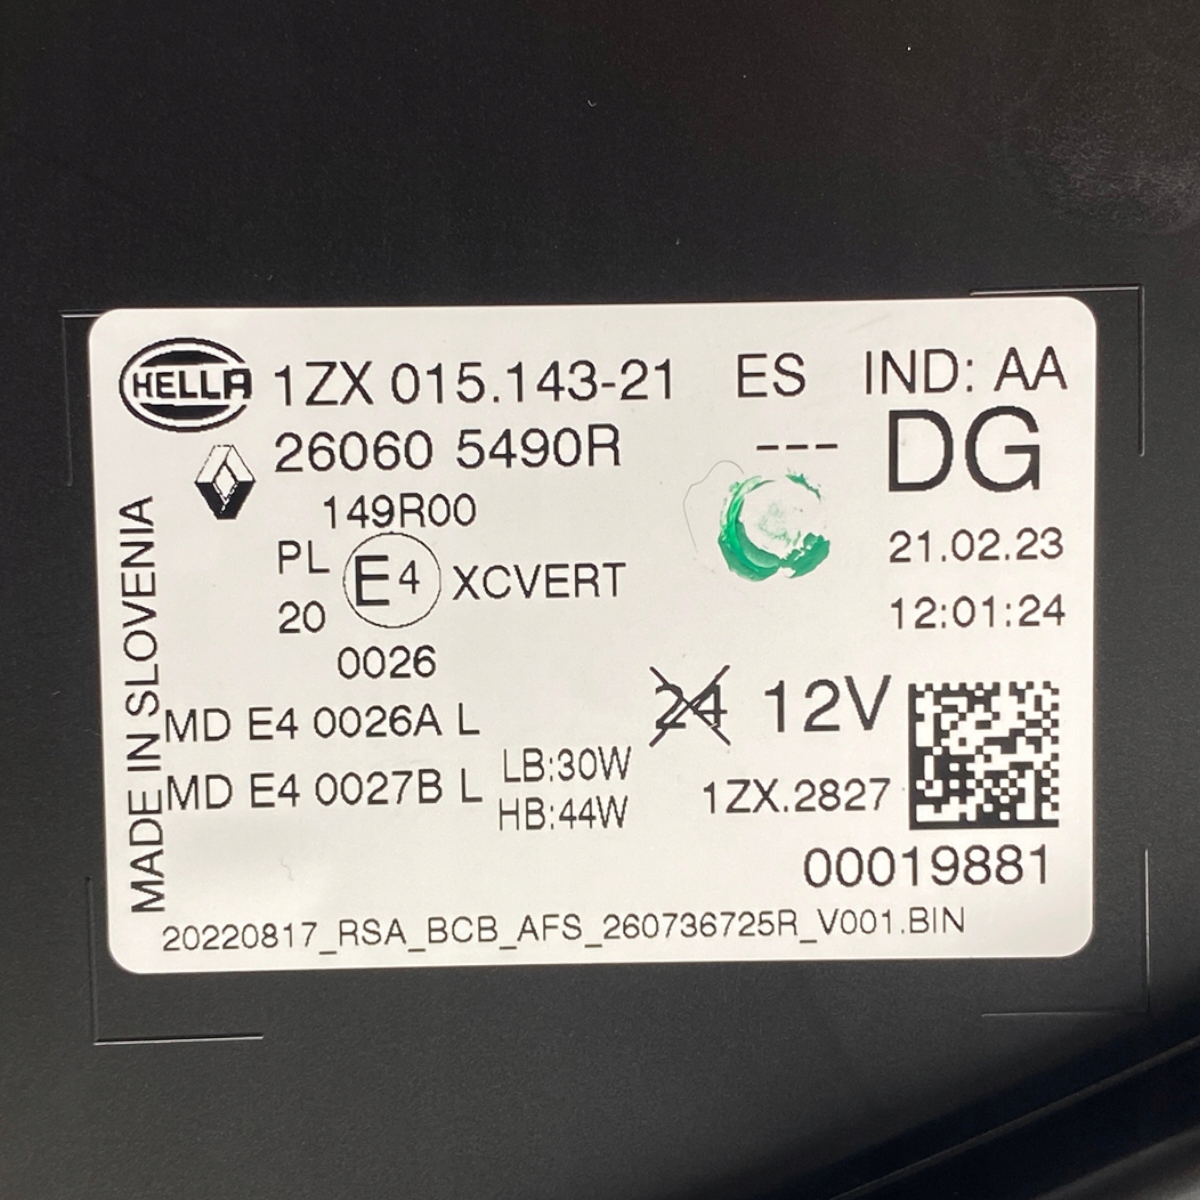 HELLA 1ZX 015.143-21 ES IND: AA
26060 5490R --- DG
149R00
PL E4 XCVERT
20
0026
21.02.23
12:01:24
MADE IN SLOVENIA
MD E4 0026A L
MD E4 0027B L
LB:30W
HB:44W
24 12V
1ZX.2827
00019881
20220817_RSA_BCB_AFS_260736725R_V001.BIN